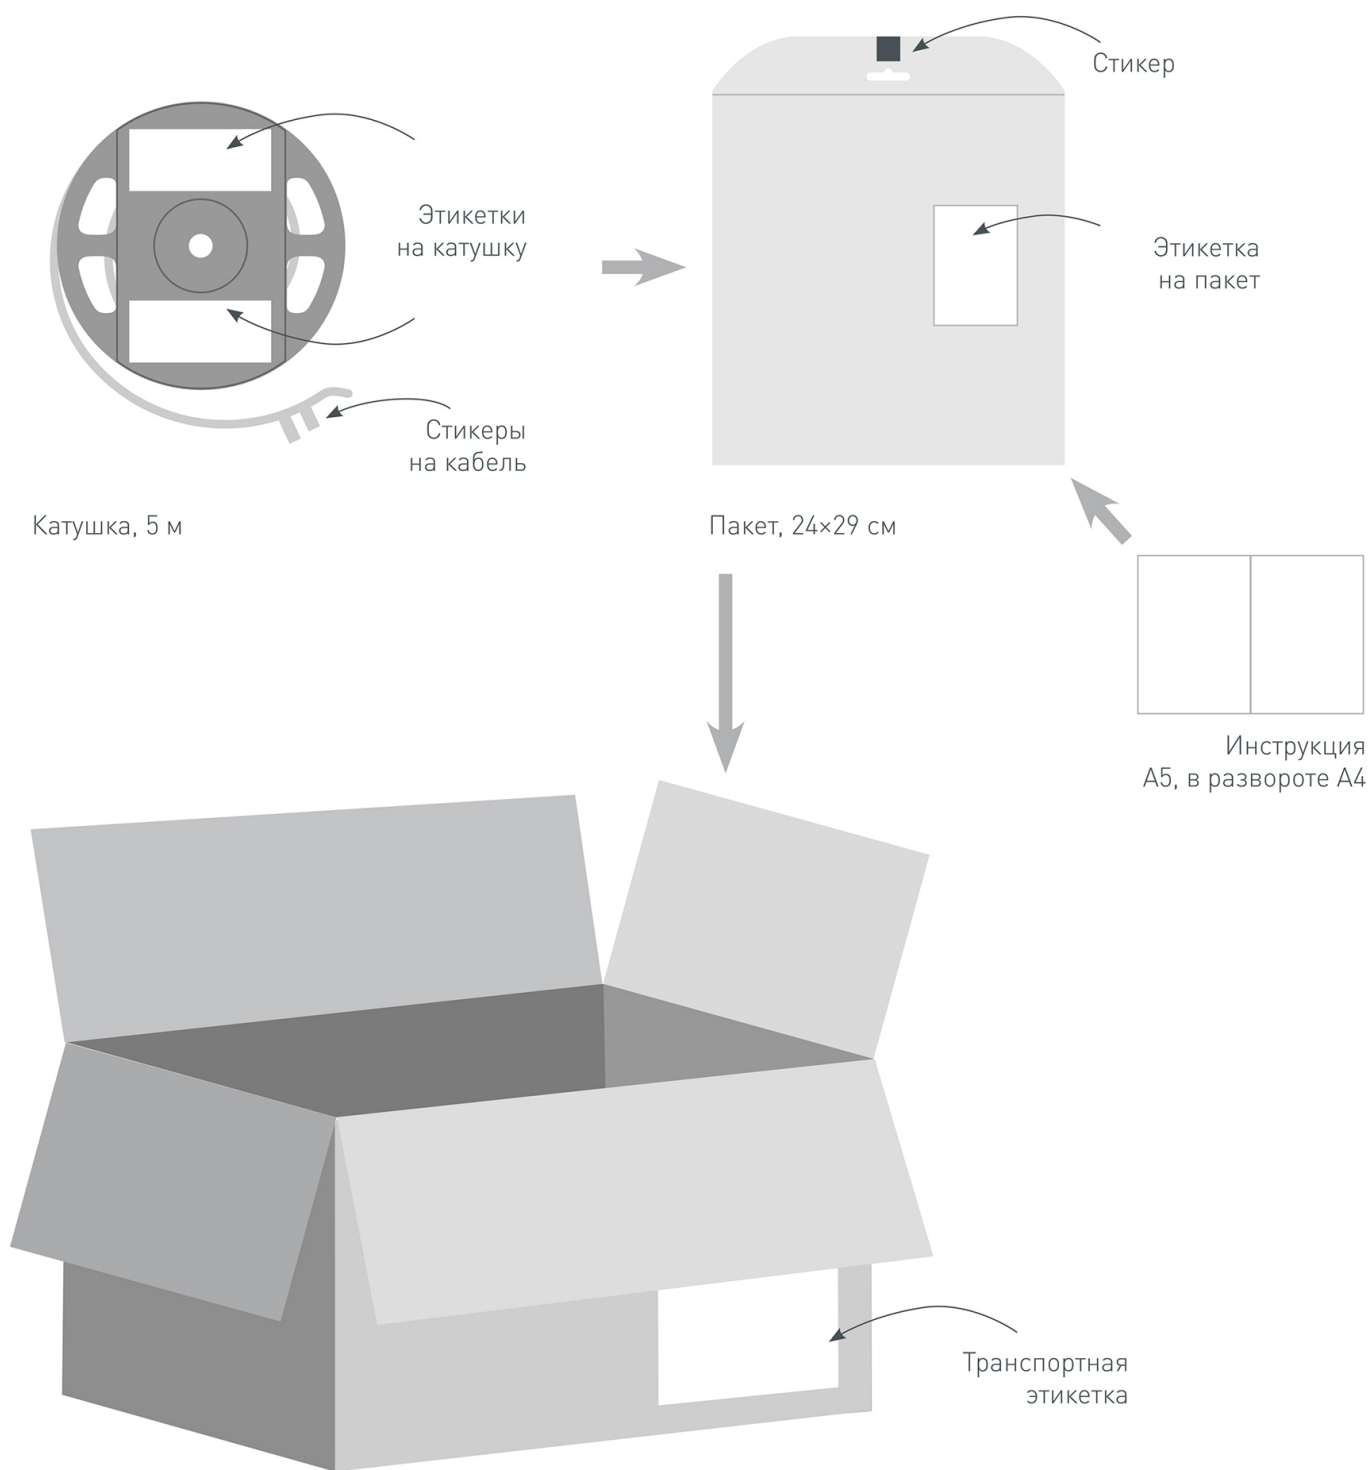 Стикер
Этикетки
на катушку
Этикетка
на пакет
Стикеры
на кабель
Катушка, 5 м
Пакет, 24×29 см
Инструкция
А5, в развороте А4
Транспортная
этикетка